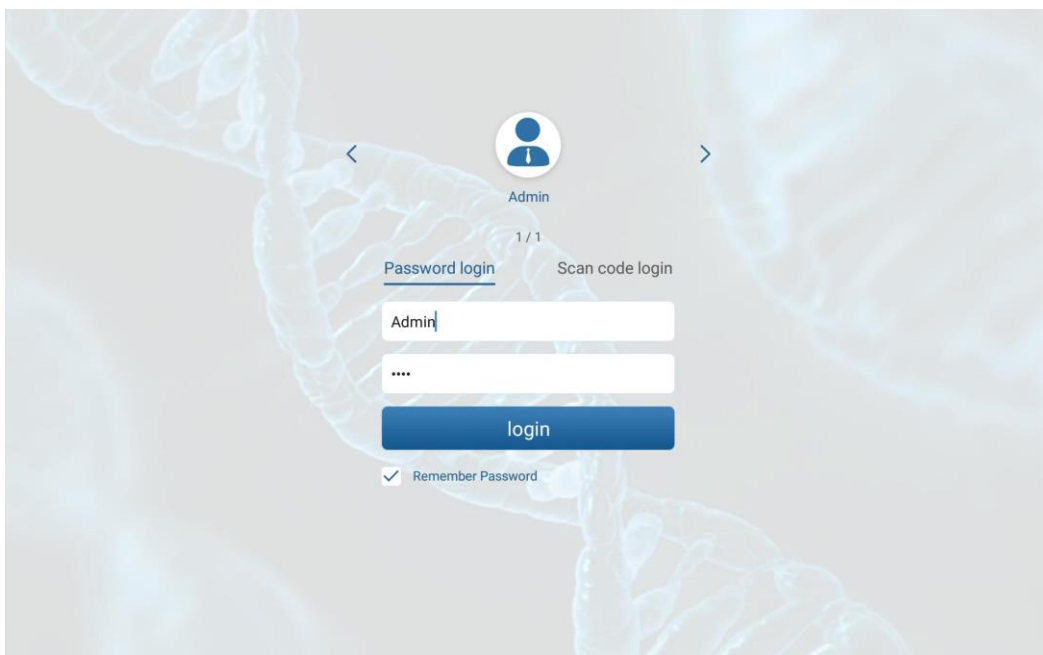 Admin
1 / 1
Password login Scan code login
Admin
••••
login
Remember Password